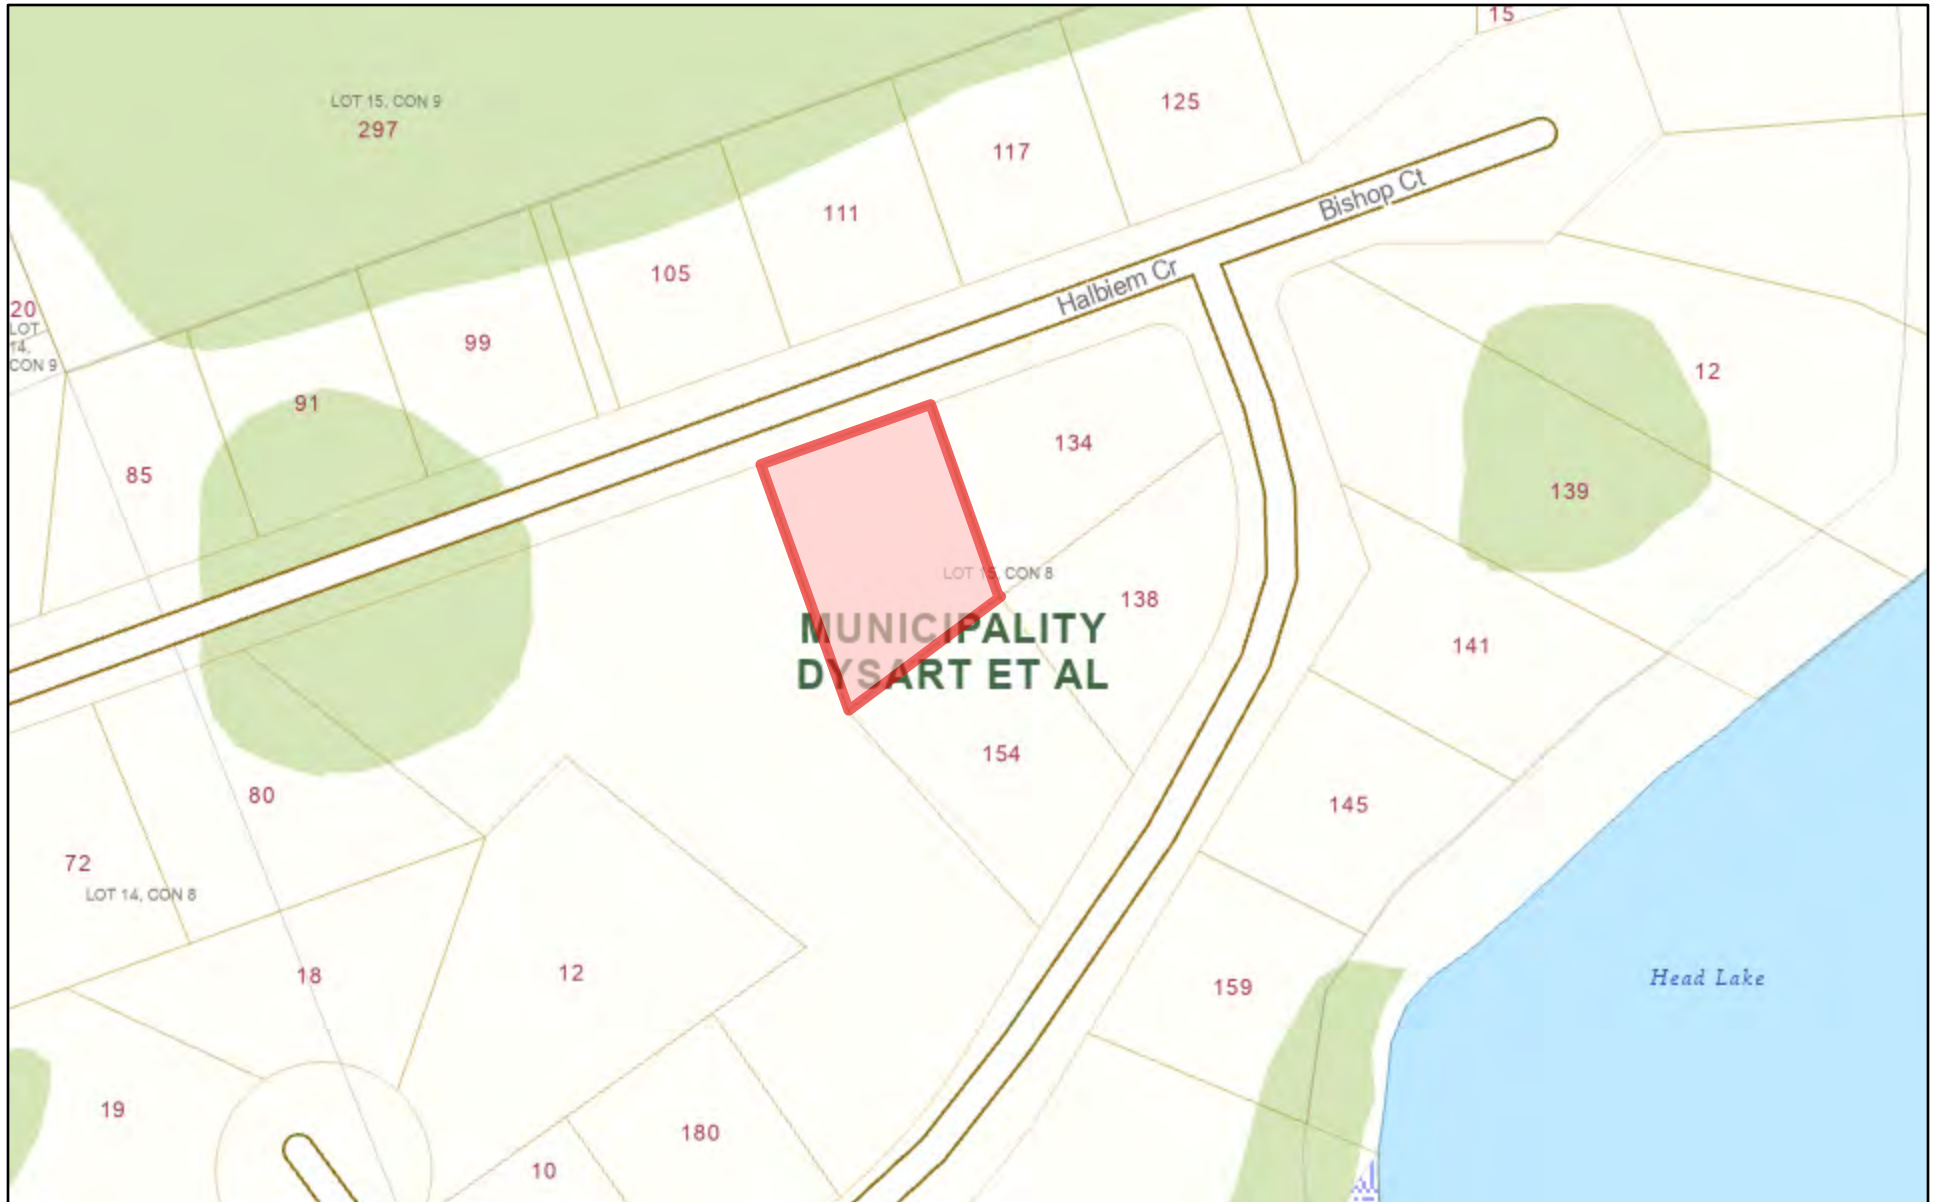 15
LOT 15, CON 9
297
125
117
Bishop Ct
111
105
Halbiem Cr
20
LOT
14,
CON 9
99
12
91
134
85
139
LOT 15, CON 8
138
MUNICIPALITY
DYSART ET AL
141
154
80
145
72
LOT 14, CON 8
18
12
159
Head Lake
19
180
10